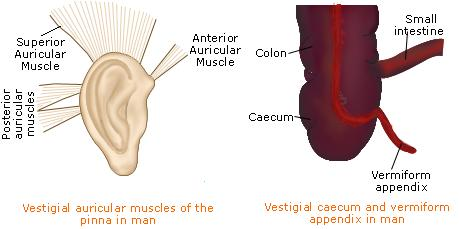 Superior
Auricular
Muscle
Anterior
Auricular
Muscle
Posterior
auricular
muscles
Vestigial auricular muscles of the
pinna in man
Small
intestine
Colon
Caecum
Vermiform
appendix
Vestigial caecum and vermiform
appendix in man